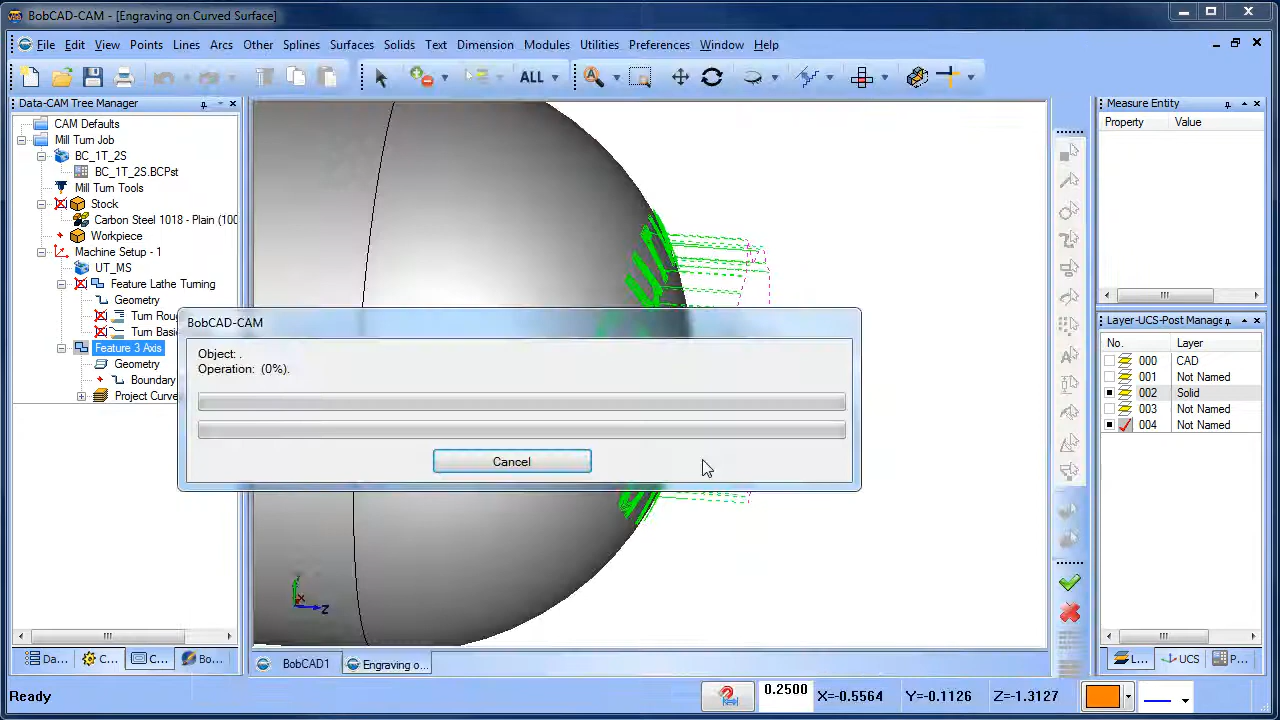 BobCAD-CAM - [Engraving on Curved Surface]
File Edit View Points Lines Arcs Other Splines Surfaces Solids Text Dimension Modules Utilities Preferences Window Help
ALL
Data-CAM Tree Manager
CAM Defaults
Mill Turn Job
BC_1T_2S
BC_1T_2S.BCPst
Mill Turn Tools
Stock
Carbon Steel 1018 - Plain (100
Workpiece
Machine Setup - 1
UT_MS
Feature Lathe Turning
Geometry
Turn Rou
Turn Basi
Feature 3 Axis
Geometry
Boundary
Project Curve
Da... C... C... Bo...
BobCAD-CAM
Object: .
Operation: (0%).
Cancel
Z
BobCAD1 Engraving o...
Measure Entity
Property Value
Layer-UCS-Post Manage
No. Layer
000 CAD
001 Not Named
002 Solid
003 Not Named
004 Not Named
L... UCS P...
Ready 0.2500 X=-0.5564 Y=-0.1126 Z=-1.3127